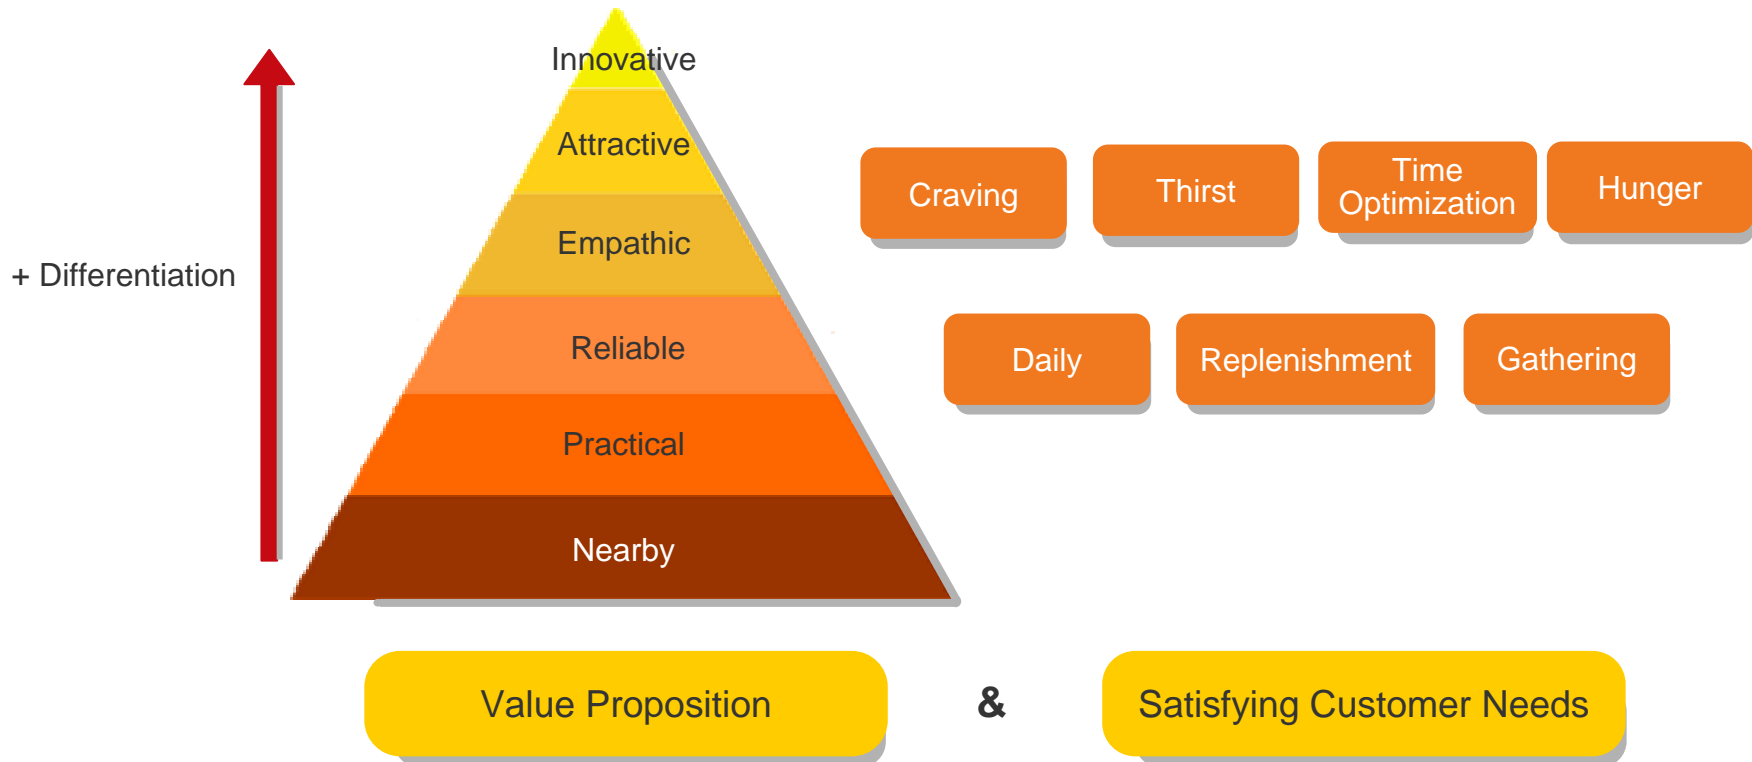 Innovative
Attractive
Empathic
Reliable
Practical
Nearby
+ Differentiation
Craving
Thirst
Time
Optimization
Hunger
Daily
Replenishment
Gathering
Value Proposition
&
Satisfying Customer Needs